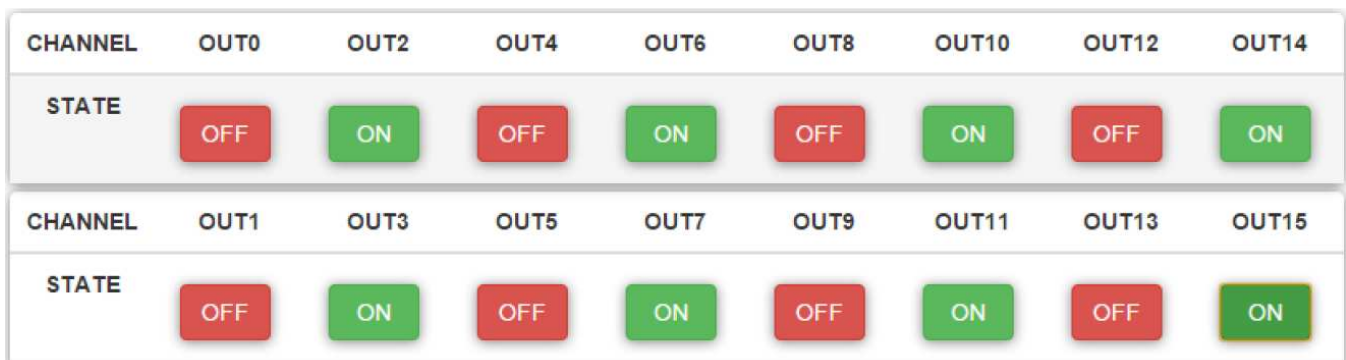 CHANNEL OUT0 OUT2 OUT4 OUT6 OUT8 OUT10 OUT12 OUT14
STATE OFF ON OFF ON OFF ON OFF ON
CHANNEL OUT1 OUT3 OUT5 OUT7 OUT9 OUT11 OUT13 OUT15
STATE OFF ON OFF ON OFF ON OFF ON